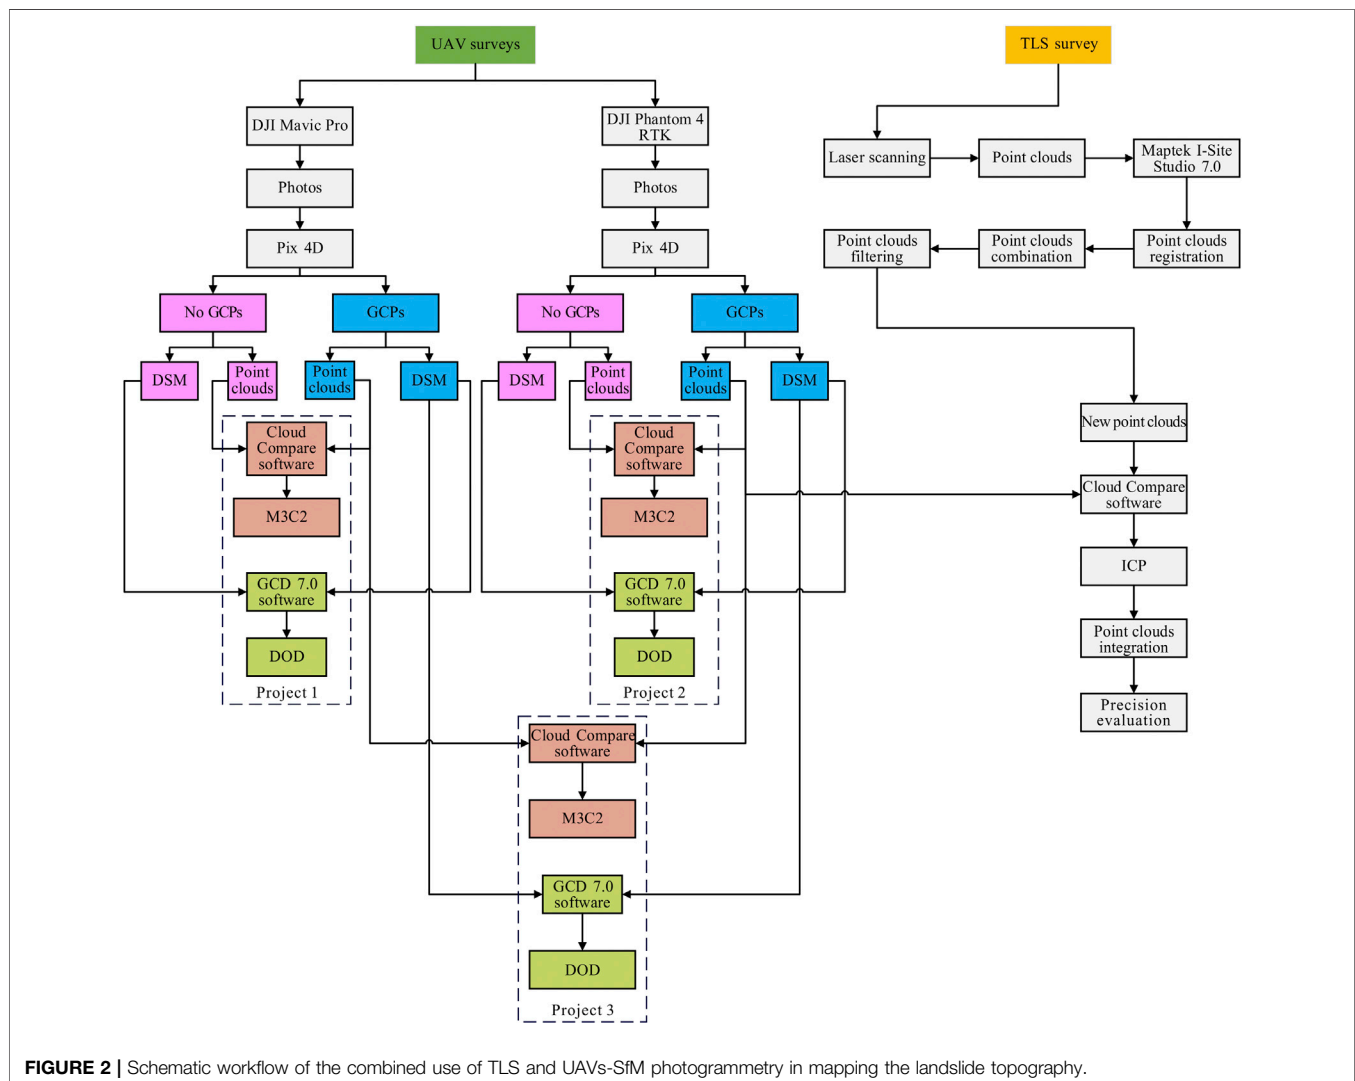 UAV surveys
TLS survey
DJI Mavic Pro
DJI Phantom 4
RTK
Laser scanning
Point clouds
Maptek I-Site
Studio 7.0
Photos
Photos
Pix 4D
Pix 4D
Point clouds
filtering
Point clouds
combination
Point clouds
registration
No GCPs
GCPs
No GCPs
GCPs
DSM
Point
clouds
Point
clouds
DSM
DSM
Point
clouds
Point
clouds
DSM
New point clouds
Cloud
Compare
software
Cloud
Compare
software
Cloud Compare
software
M3C2
M3C2
ICP
GCD 7.0
software
GCD 7.0
software
Point clouds
integration
DOD
DOD
Project 1
Project 2
Precision
evaluation
Cloud Compare
software
M3C2
GCD 7.0
software
DOD
Project 3
FIGURE 2 | Schematic workflow of the combined use of TLS and UAVs-SfM photogrammetry in mapping the landslide topography.